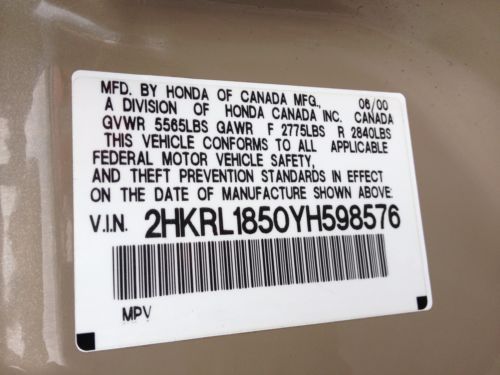 MFD. BY HONDA OF CANADA MFG., 06/00
A DIVISION OF HONDA CANADA INC. CANADA
GVWR 5565LBS GAWR F 2775LBS R 2840LBS
THIS VEHICLE CONFORMS TO ALL APPLICABLE
FEDERAL MOTOR VEHICLE SAFETY,
AND THEFT PREVENTION STANDARDS IN EFFECT
ON THE DATE OF MANUFACTURE SHOWN ABOVE.
V.I.N. 2HKRL1850YH598576
MPV